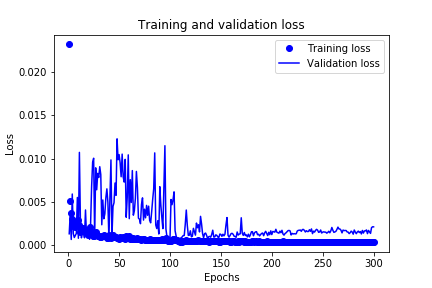 Training and validation loss
Training loss
Validation loss
0.020
0.015
0.010
0.005
0.000
Loss
0 50 100 150 200 250 300
Epochs